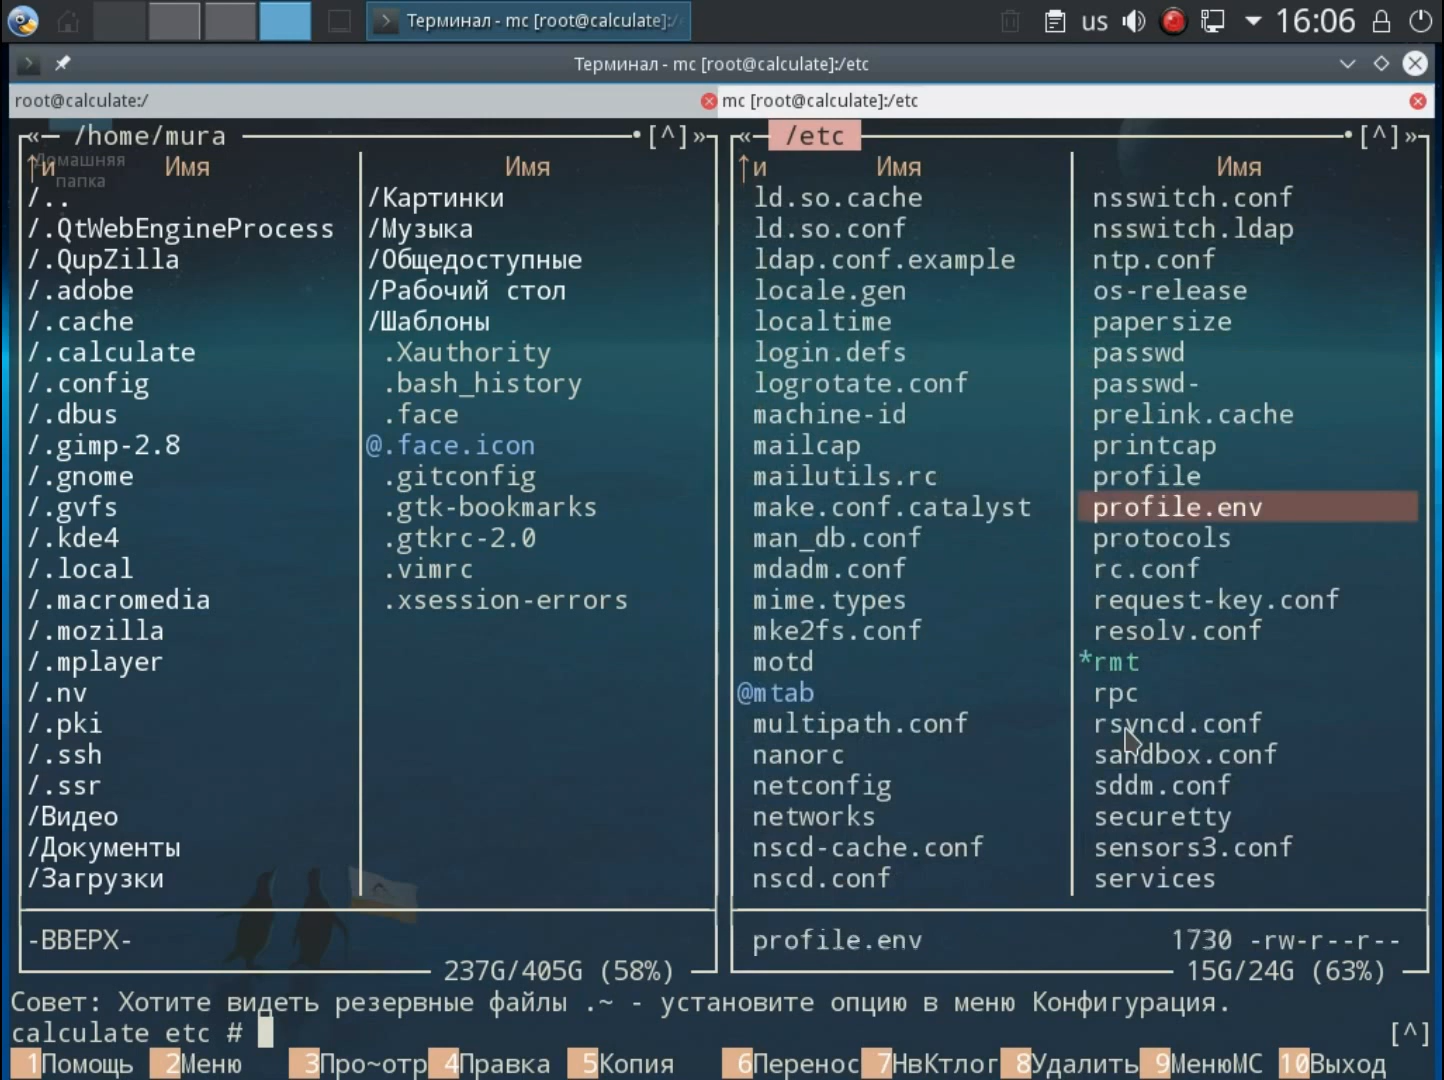 Терминал - mc [root@calculate]:/
us
16:06
Терминал - mc [root@calculate]:/etc
root@calculate:/
mc [root@calculate]:/etc
«— /home/mura •[^]»
Домашняя папка
↑и Имя Имя
/.. /Картинки
/.QtWebEngineProcess /Музыка
/.QupZilla /Общедоступные
/.adobe /Рабочий стол
/.cache /Шаблоны
/.calculate .Xauthority
/.config .bash_history
/.dbus .face
/.gimp-2.8 @.face.icon
/.gnome .gitconfig
/.gvfs .gtk-bookmarks
/.kde4 .gtkrc-2.0
/.local .vimrc
/.macromedia .xsession-errors
/.mozilla
/.mplayer
/.nv
/.pki
/.ssh
/.ssr
/Видео
/Документы
/Загрузки
-ВВЕРХ-
237G/405G (58%)
«— /etc •[^]»
↑и Имя Имя
ld.so.cache nsswitch.conf
ld.so.conf nsswitch.ldap
ldap.conf.example ntp.conf
locale.gen os-release
localtime papersize
login.defs passwd
logrotate.conf passwd-
machine-id prelink.cache
mailcap printcap
mailutils.rc profile
make.conf.catalyst profile.env
man_db.conf protocols
mdadm.conf rc.conf
mime.types request-key.conf
mke2fs.conf resolv.conf
motd *rmt
@mtab rpc
multipath.conf rsyncd.conf
nanorc sandbox.conf
netconfig sddm.conf
networks securetty
nscd-cache.conf sensors3.conf
nscd.conf services
profile.env 1730 -rw-r--r--
15G/24G (63%)
Совет: Хотите видеть резервные файлы .~ - установите опцию в меню Конфигурация.
calculate etc # [^]
1Помощь 2Меню 3Про~отр 4Правка 5Копия 6Перенос 7НвКтлог 8Удалить 9МенюMC 10Выход